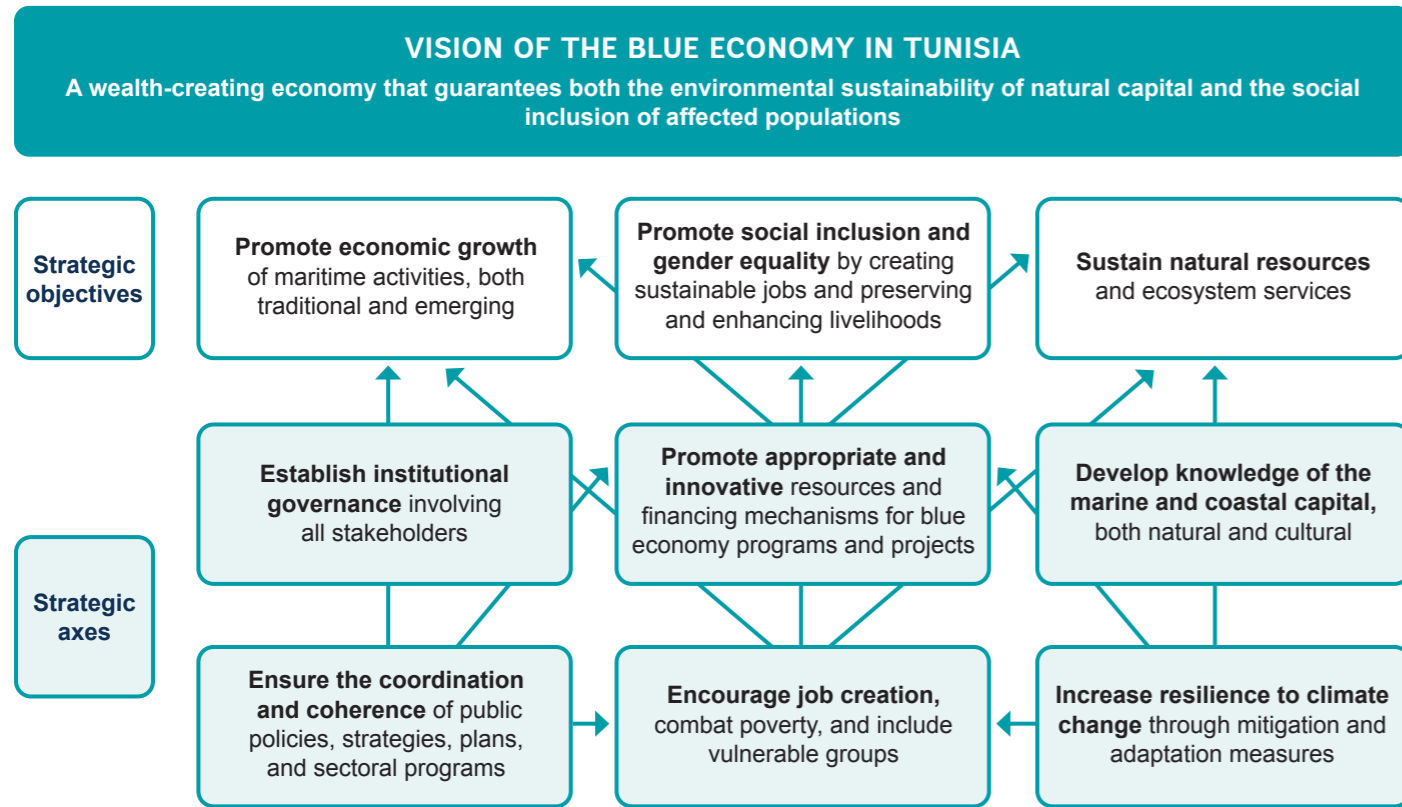 VISION OF THE BLUE ECONOMY IN TUNISIA
A wealth-creating economy that guarantees both the environmental sustainability of natural capital and the social
inclusion of affected populations
Strategic
objectives
Promote economic growth
of maritime activities, both
traditional and emerging
Promote social inclusion and
gender equality by creating
sustainable jobs and preserving
and enhancing livelihoods
Sustain natural resources
and ecosystem services
Strategic
axes
Establish institutional
governance involving
all stakeholders
Promote appropriate and
innovative resources and
financing mechanisms for blue
economy programs and projects
Develop knowledge of the
marine and coastal capital,
both natural and cultural
Ensure the coordination
and coherence of public
policies, strategies, plans,
and sectoral programs
Encourage job creation,
combat poverty, and include
vulnerable groups
Increase resilience to climate
change through mitigation and
adaptation measures